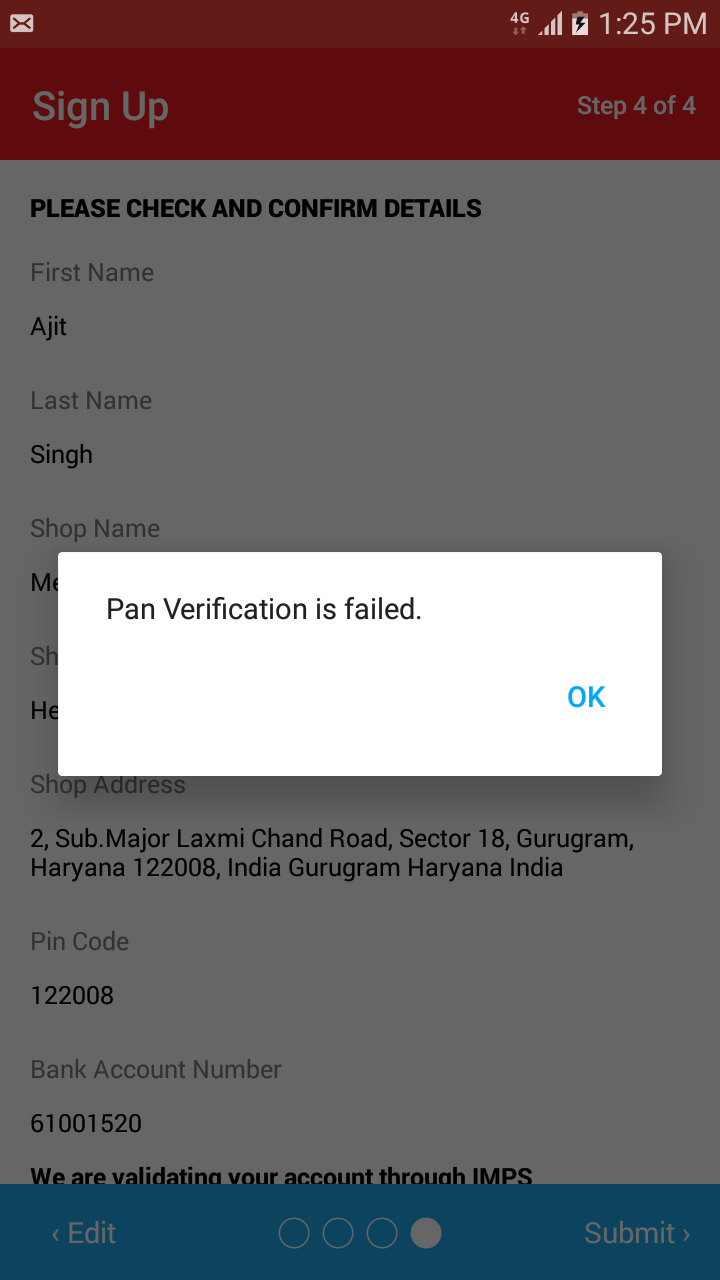 4G 1:25 PM
Sign Up Step 4 of 4
PLEASE CHECK AND CONFIRM DETAILS
First Name
Ajit
Last Name
Singh
Shop Name
Me
Sh
He
Pan Verification is failed.
OK
Shop Address
2, Sub.Major Laxmi Chand Road, Sector 18, Gurugram,
Haryana 122008, India Gurugram Haryana India
Pin Code
122008
Bank Account Number
61001520
We are validating your account through IMPS
‹ Edit Submit ›